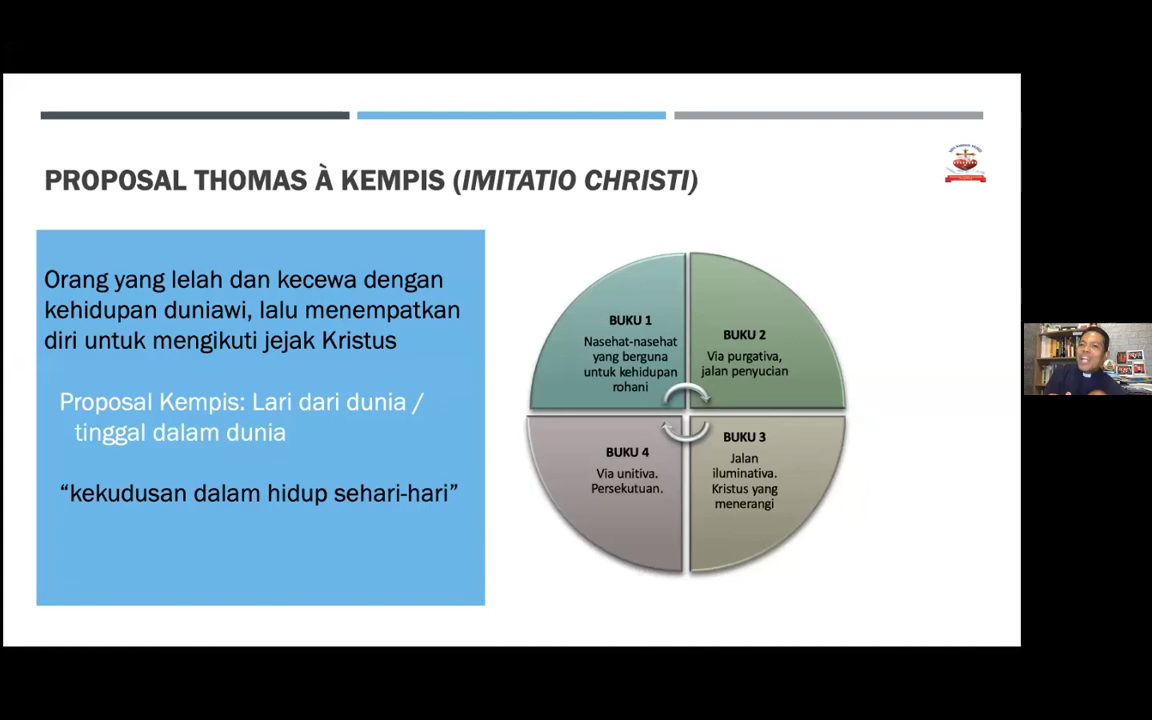 PROPOSAL THOMAS À KEMPIS (IMITATIO CHRISTI)
Orang yang lelah dan kecewa dengan
kehidupan duniawi, lalu menempatkan
diri untuk mengikuti jejak Kristus
Proposal Kempis: Lari dari dunia /
tinggal dalam dunia
“kekudusan dalam hidup sehari-hari”
BUKU 1
Nasehat-nasehat
yang berguna
untuk kehidupan
rohani
BUKU 2
Via purgativa,
jalan penyucian
BUKU 4
Via unitiva.
Persekutuan.
BUKU 3
Jalan
iluminativa.
Kristus yang
menerangi